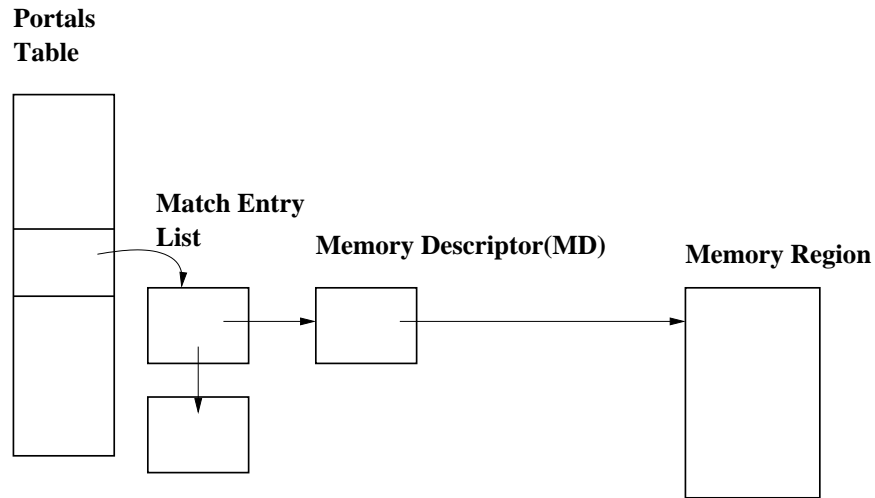 Portals
Table
Match Entry
List
Memory Descriptor(MD)
Memory Region